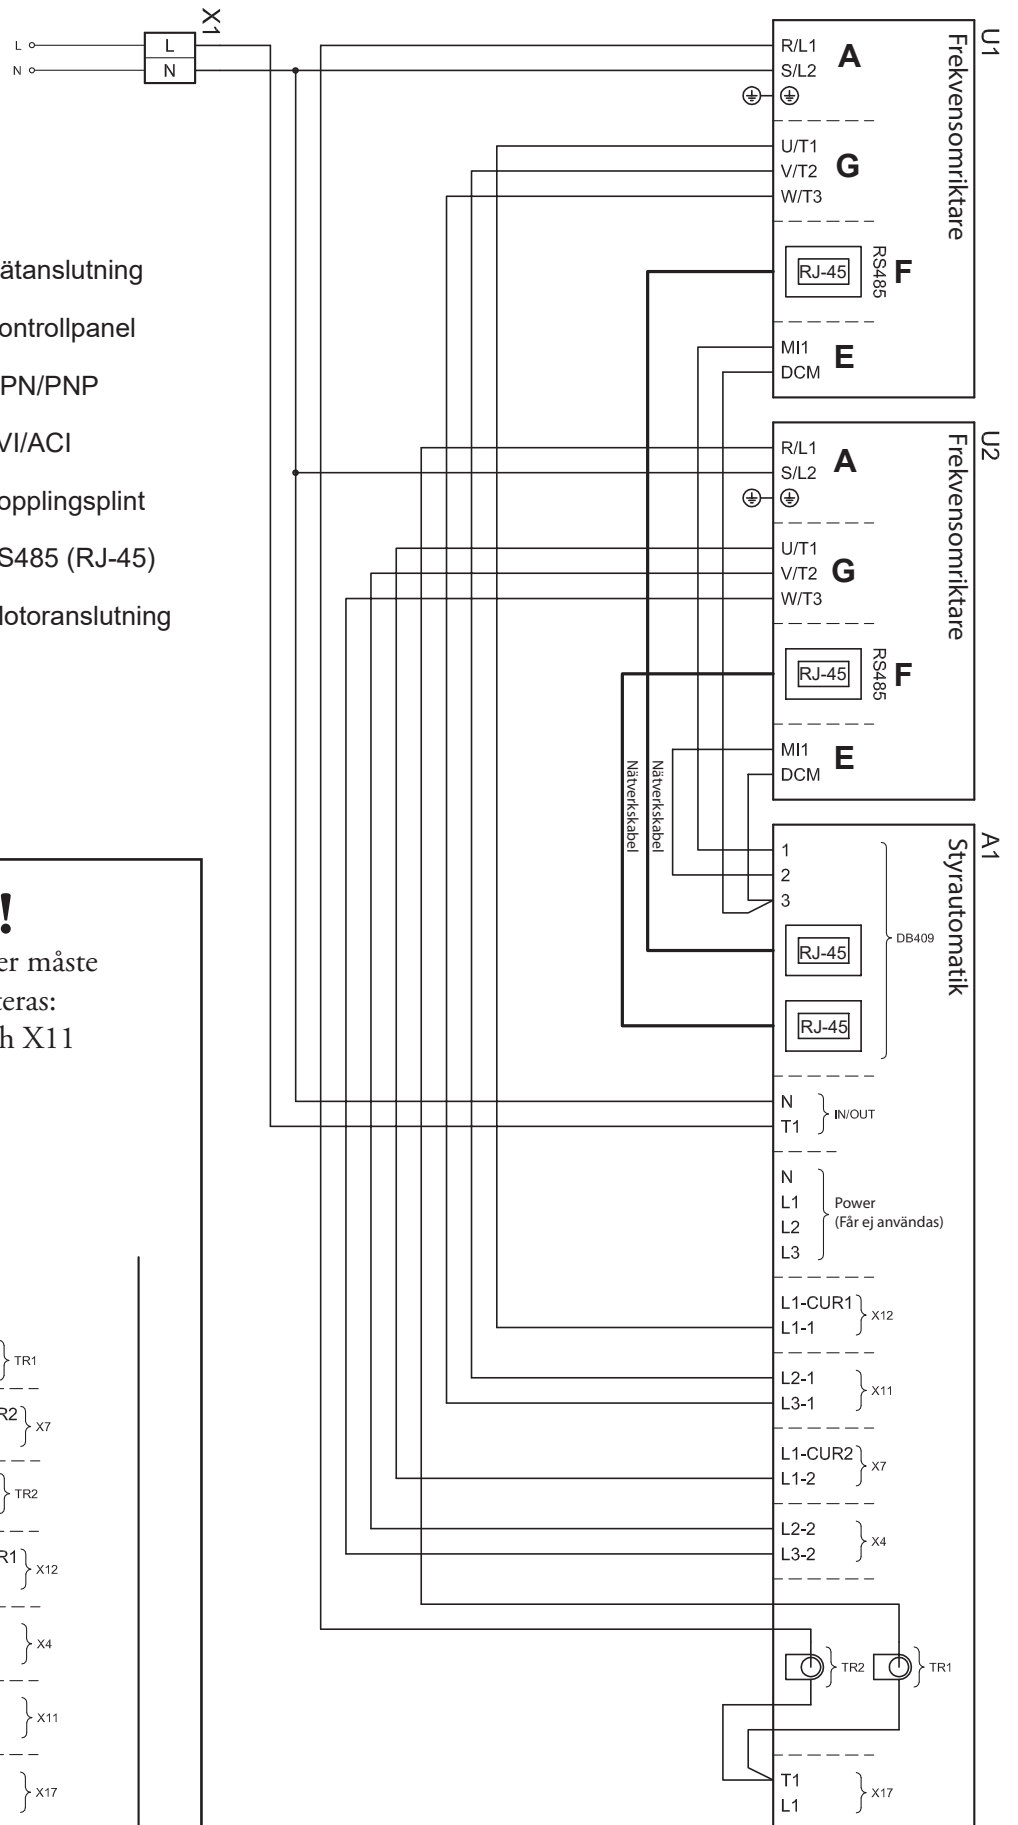 X1
L
N
L
N
ätanslutning
ontrollpanel
PN/PNP
VI/ACI
opplingsplint
S485 (RJ-45)
lotoranslutning
!
er måste
teras:
h X11
TR1
R2
X7
TR2
R1
X12
X4
X11
X17
U1
Frekvensomriktare
R/L1
S/L2
A
U/T1
V/T2
W/T3
G
RJ-45
RS485
F
MI1
DCM
E
U2
Frekvensomriktare
R/L1
S/L2
A
U/T1
V/T2
W/T3
G
RJ-45
RS485
F
MI1
DCM
E
Nätverkskabel
Nätverkskabel
A1
Styrautomatik
1
2
3
RJ-45
RJ-45
DB409
N
T1
IN/OUT
N
L1
L2
L3
Power
(Får ej användas)
L1-CUR1
L1-1
X12
L2-1
L3-1
X11
L1-CUR2
L1-2
X7
L2-2
L3-2
X4
TR2
TR1
T1
L1
X17